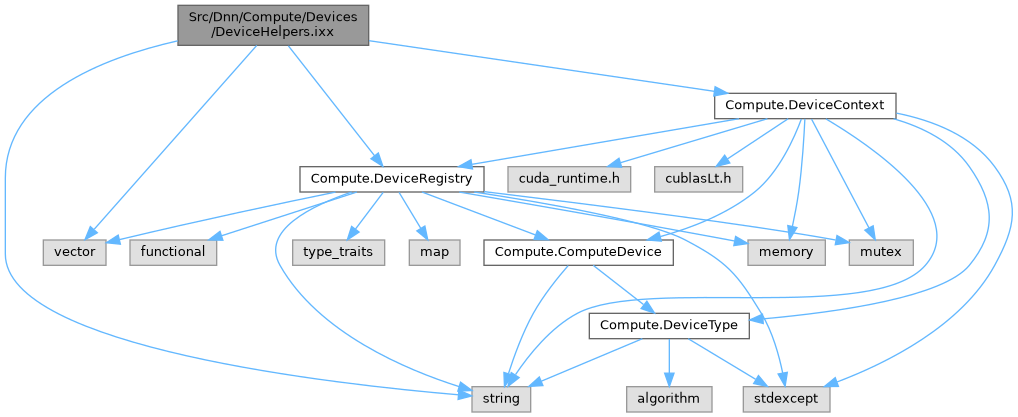 Src/Dnn/Compute/Devices
/DeviceHelpers.ixx
Compute.DeviceContext
Compute.DeviceRegistry
cuda_runtime.h
cublasLt.h
vector
functional
type_traits
map
Compute.ComputeDevice
memory
mutex
Compute.DeviceType
string
algorithm
stdexcept